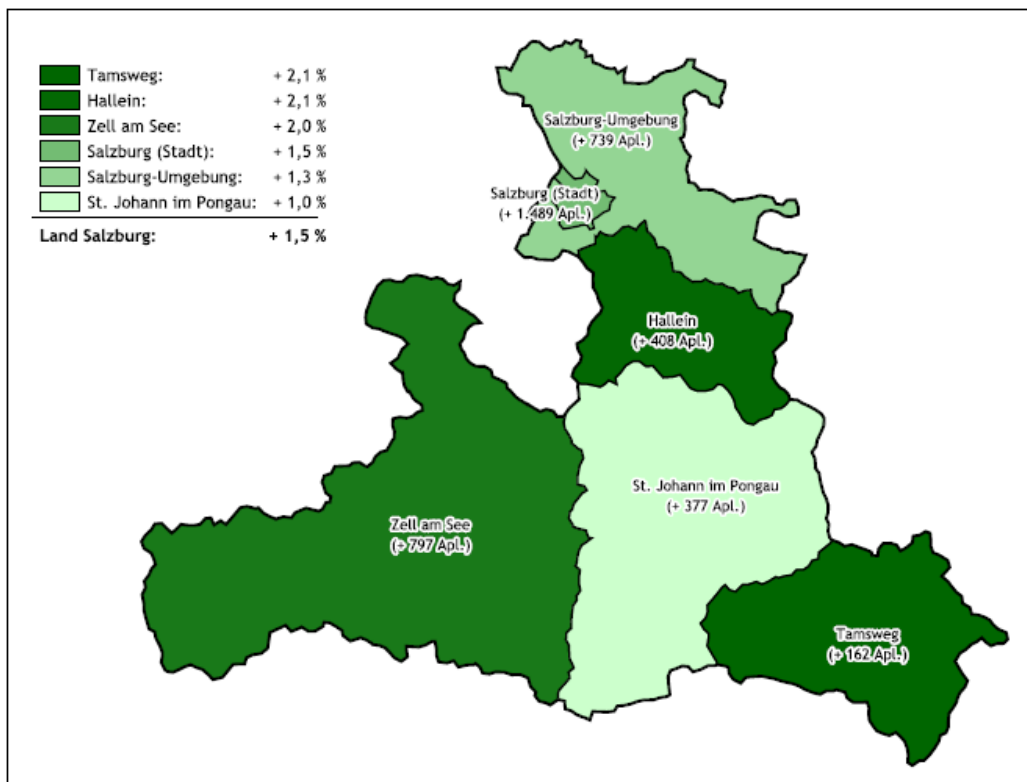 Tamsweg: + 2,1 %
Hallein: + 2,1 %
Zell am See: + 2,0 %
Salzburg (Stadt): + 1,5 %
Salzburg-Umgebung: + 1,3 %
St. Johann im Pongau: + 1,0 %
Land Salzburg: + 1,5 %
Salzburg-Umgebung
(+ 739 Apl.)
Salzburg (Stadt)
(+ 1.489 Apl.)
Hallein
(+ 408 Apl.)
St. Johann im Pongau
(+ 377 Apl.)
Zell am See
(+ 797 Apl.)
Tamsweg
(+ 162 Apl.)